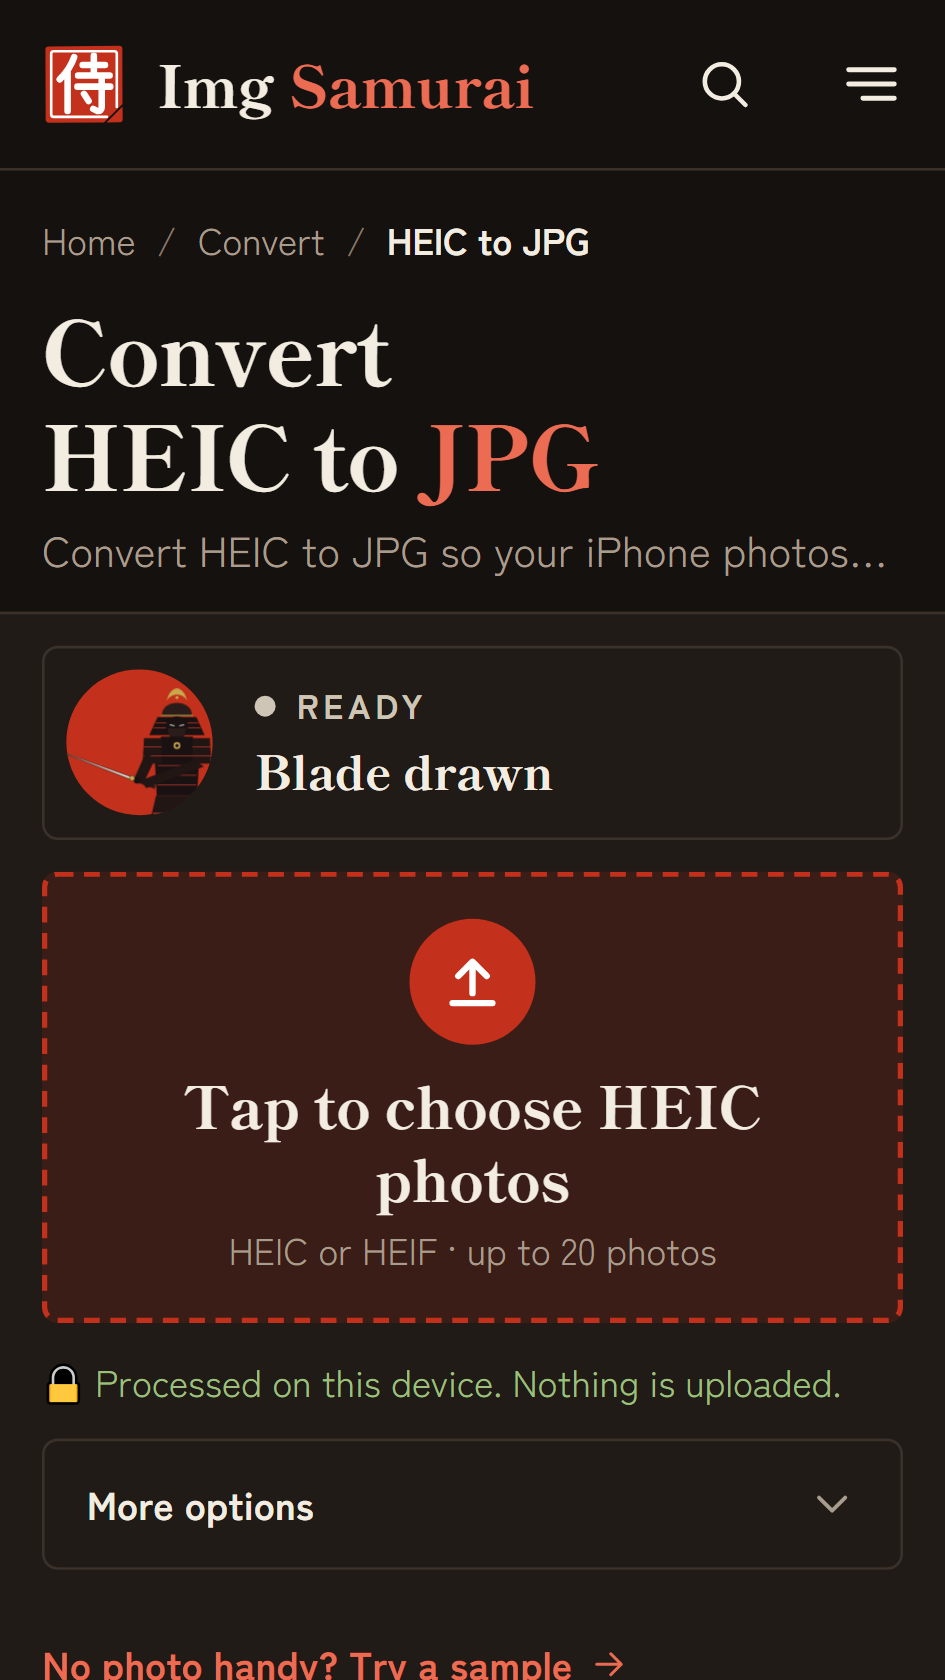 侍 Img Samurai
Home / Convert / HEIC to JPG
Convert
HEIC to JPG
Convert HEIC to JPG so your iPhone photos...
READY
Blade drawn
Tap to choose HEIC
photos
HEIC or HEIF · up to 20 photos
Processed on this device. Nothing is uploaded.
More options
No photo handy? Try a sample →